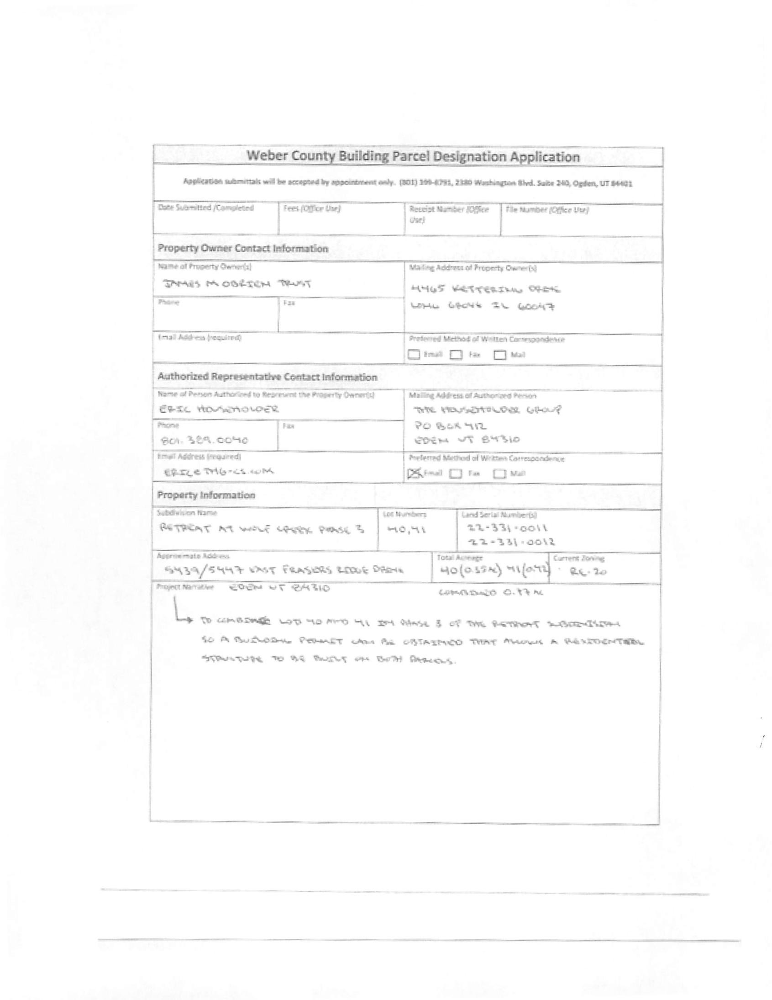 Weber County Building Parcel Designation Application
Application submittals will be accepted by appointment only. (801) 399-8791, 2380 Washington Blvd. Suite 240, Ogden, UT 84401
Date Submitted /Completed
Fees (Office Use)
Receipt Number (Office
Use)
File Number (Office Use)
Property Owner Contact Information
Name of Property Owner(s)
JAMES M OBRIEN TRUST
Mailing Address of Property Owner(s)
4465 KETTERING DRIVE
LONG GROVE IL 60047
Phone
Fax
Email Address (required)
Preferred Method of Written Correspondence
Email Fax Mail
Authorized Representative Contact Information
Name of Person Authorized to Represent the Property Owner(s)
ERIC HOUSEHOLDER
Mailing Address of Authorized Person
THE HOUSEHOLDER GROUP
PO BOX 412
EDEN UT 84310
Phone
801.389.0040
Fax
Email Address (required)
ERIC@THG-CS.COM
Preferred Method of Written Correspondence
Email Fax Mail
Property Information
Subdivision Name
RETREAT AT WOLF CREEK PHASE 3
Lot Numbers
40,41
Land Serial Number(s)
22-331-0011
22-331-0012
Approximate Address
5439/5447 EAST FRASERS RIDGE DRIVE
Total Acreage
40(0.35AC) 41(0.42)
Current Zoning
RE-20
Project Narrative
EDEN UT 84310
COMBINED 0.77 AC
TO COMBINE LOTS 40 AND 41 IN PHASE 3 OF THE RETREAT SUBDIVISION
SO A BUILDING PERMIT CAN BE OBTAINED THAT ALLOWS A RESIDENTIAL
STRUCTURE TO BE BUILT ON BOTH PARCELS.